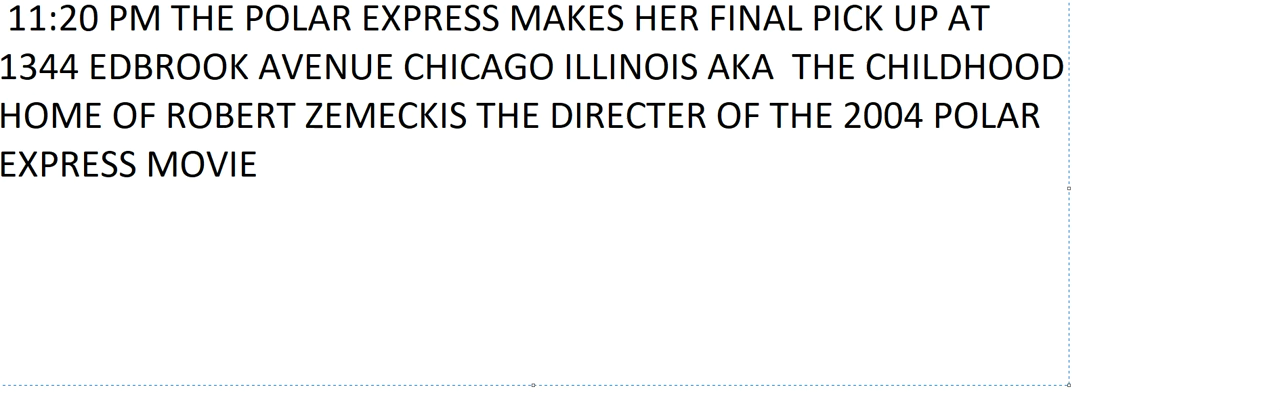 11:20 PM THE POLAR EXPRESS MAKES HER FINAL PICK UP AT
1344 EDBROOK AVENUE CHICAGO ILLINOIS AKA  THE CHILDHOOD
HOME OF ROBERT ZEMECKIS THE DIRECTER OF THE 2004 POLAR
EXPRESS MOVIE